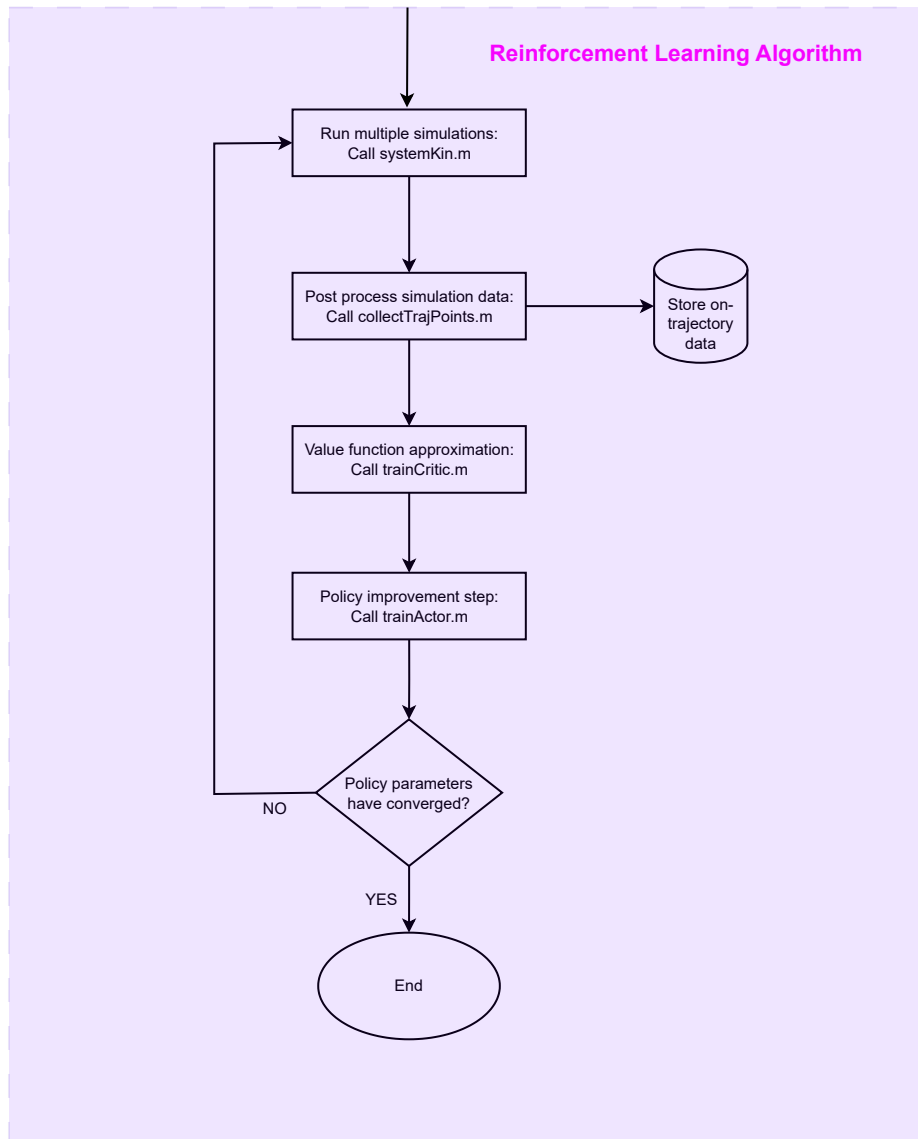 Reinforcement Learning Algorithm
Run multiple simulations:
Call systemKin.m
Post process simulation data:
Call collectTrajPoints.m
Store on-
trajectory
data
Value function approximation:
Call trainCritic.m
Policy improvement step:
Call trainActor.m
Policy parameters
have converged?
NO
YES
End